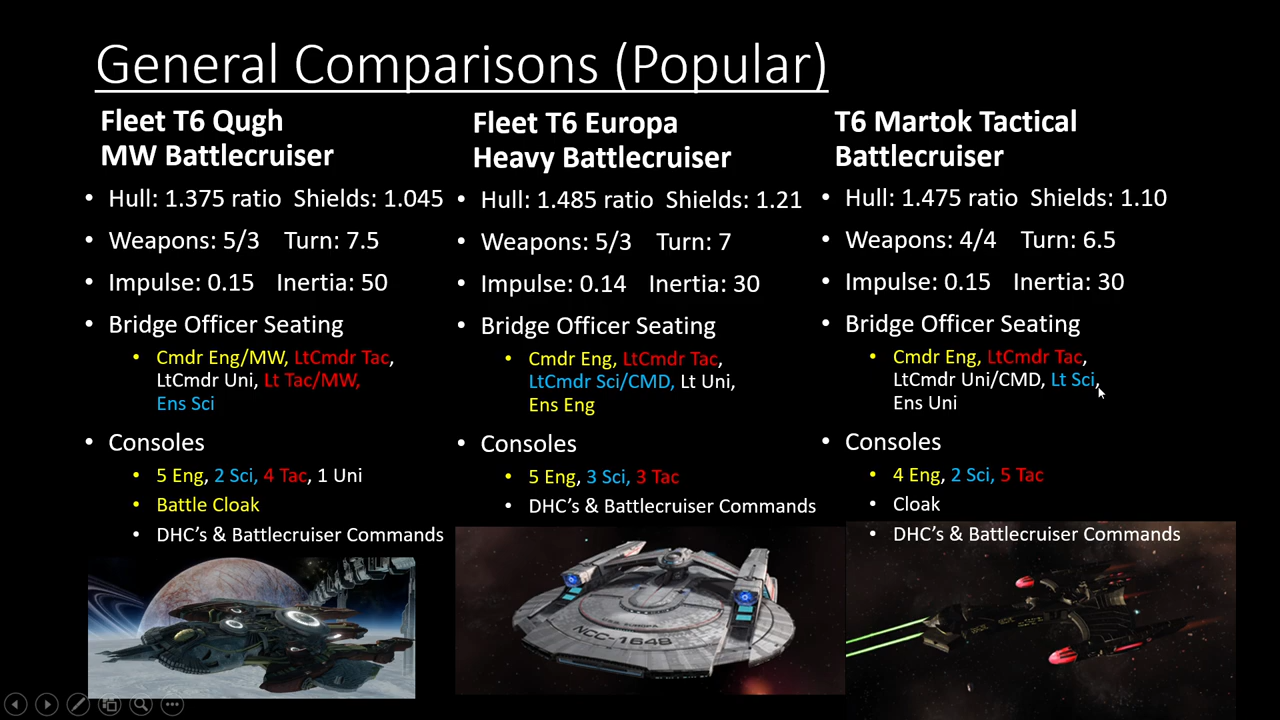 General Comparisons (Popular)
Fleet T6 Qugh
MW Battlecruiser
• Hull: 1.375 ratio Shields: 1.045
• Weapons: 5/3 Turn: 7.5
• Impulse: 0.15 Inertia: 50
• Bridge Officer Seating
• Cmdr Eng/MW, LtCmdr Tac,
LtCmdr Uni, Lt Tac/MW,
Ens Sci
• Consoles
• 5 Eng, 2 Sci, 4 Tac, 1 Uni
• Battle Cloak
• DHC's & Battlecruiser Commands
Fleet T6 Europa
Heavy Battlecruiser
• Hull: 1.485 ratio Shields: 1.21
• Weapons: 5/3 Turn: 7
• Impulse: 0.14 Inertia: 30
• Bridge Officer Seating
• Cmdr Eng, LtCmdr Tac,
LtCmdr Sci/CMD, Lt Uni,
Ens Eng
• Consoles
• 5 Eng, 3 Sci, 3 Tac
• DHC's & Battlecruiser Commands
U.S.S. EUROPA
NCC-1648
T6 Martok Tactical
Battlecruiser
• Hull: 1.475 ratio Shields: 1.10
• Weapons: 4/4 Turn: 6.5
• Impulse: 0.15 Inertia: 30
• Bridge Officer Seating
• Cmdr Eng, LtCmdr Tac,
LtCmdr Uni/CMD, Lt Sci,
Ens Uni
• Consoles
• 4 Eng, 2 Sci, 5 Tac
• Cloak
• DHC's & Battlecruiser Commands